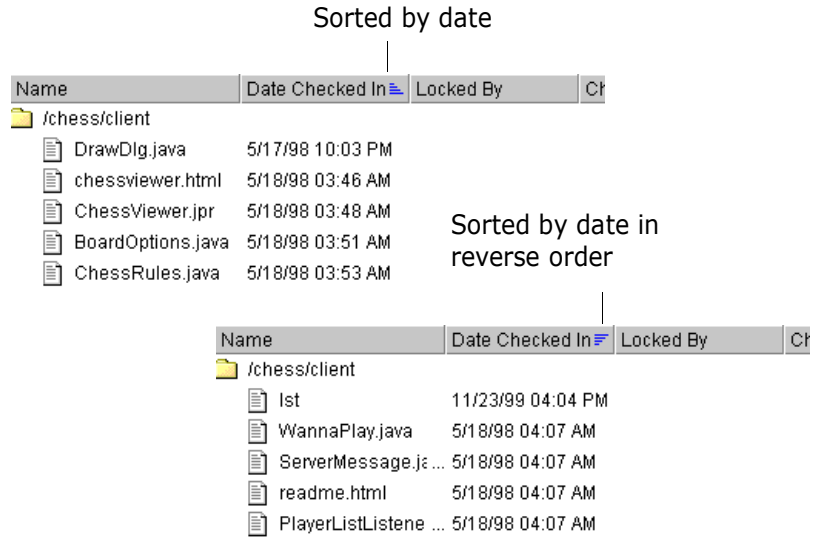 Sorted by date
Name Date Checked In Locked By Ch
/chess/client
DrawDlg.java 5/17/98 10:03 PM
chessviewer.html 5/18/98 03:46 AM
ChessViewer.jpr 5/18/98 03:48 AM
BoardOptions.java 5/18/98 03:51 AM
ChessRules.java 5/18/98 03:53 AM
Sorted by date in
reverse order
Name Date Checked In Locked By Ch
/chess/client
lst 11/23/99 04:04 PM
WannaPlay.java 5/18/98 04:07 AM
ServerMessage.ja ... 5/18/98 04:07 AM
readme.html 5/18/98 04:07 AM
PlayerListListene ... 5/18/98 04:07 AM